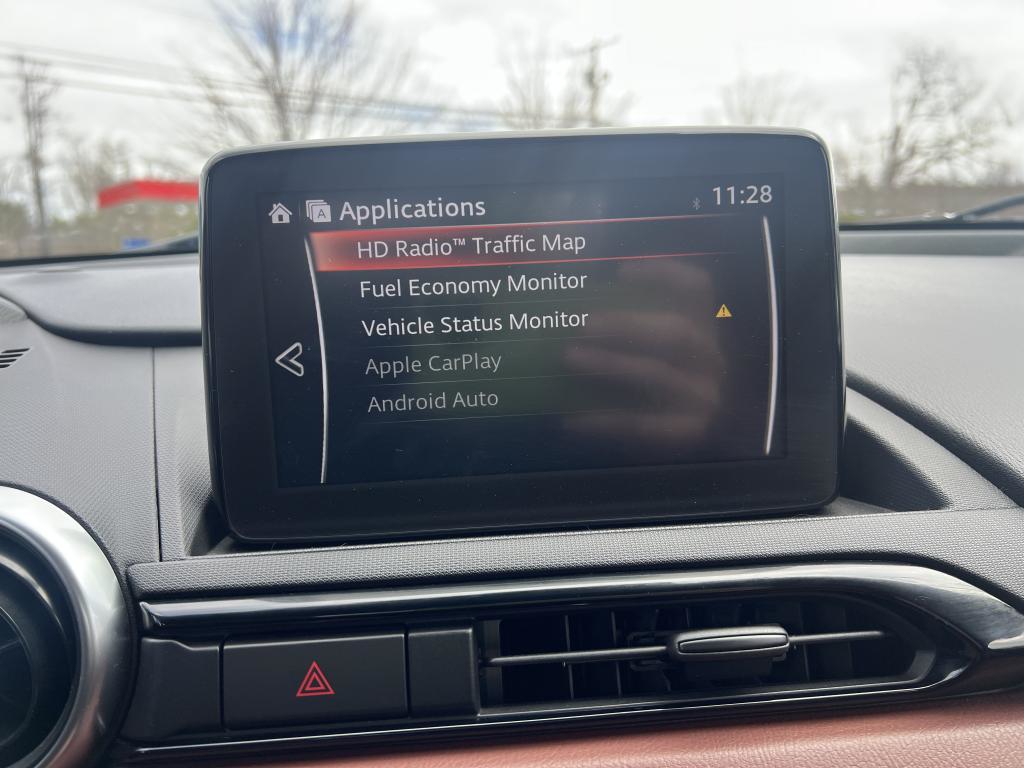 Applications
11:28
HD Radio™ Traffic Map
Fuel Economy Monitor
Vehicle Status Monitor
Apple CarPlay
Android Auto